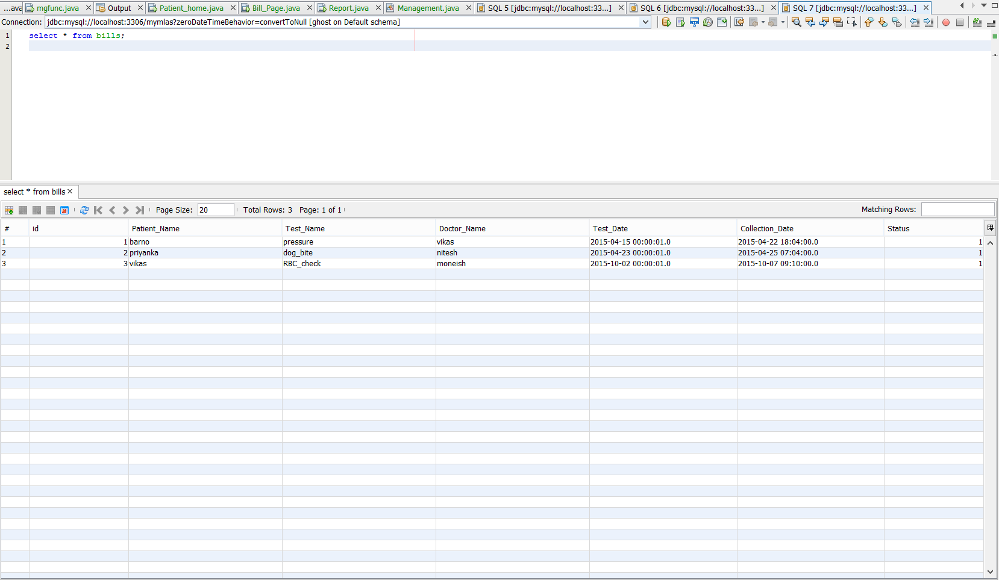 ...ava mgfunc.java Output Patient_home.java Bill_Page.java Report.java Management.java SQL 5 [jdbc:mysql://localhost:33...] SQL 6 [jdbc:mysql://localhost:33...] SQL 7 [jdbc:mysql://localhost:33...]
Connection: jdbc:mysql://localhost:3306/mymlas?zeroDateTimeBehavior=convertToNull [ghost on Default schema]
1 select * from bills;
2
select * from bills
Page Size: 20 Total Rows: 3 Page: 1 of 1 Matching Rows:
# id Patient_Name Test_Name Doctor_Name Test_Date Collection_Date Status
1 1 barno pressure vikas 2015-04-15 00:00:01.0 2015-04-22 18:04:00.0 1
2 2 priyanka dog_bite nitesh 2015-04-23 00:00:01.0 2015-04-25 07:04:00.0 1
3 3 vikas RBC_check moneish 2015-10-02 00:00:01.0 2015-10-07 09:10:00.0 1